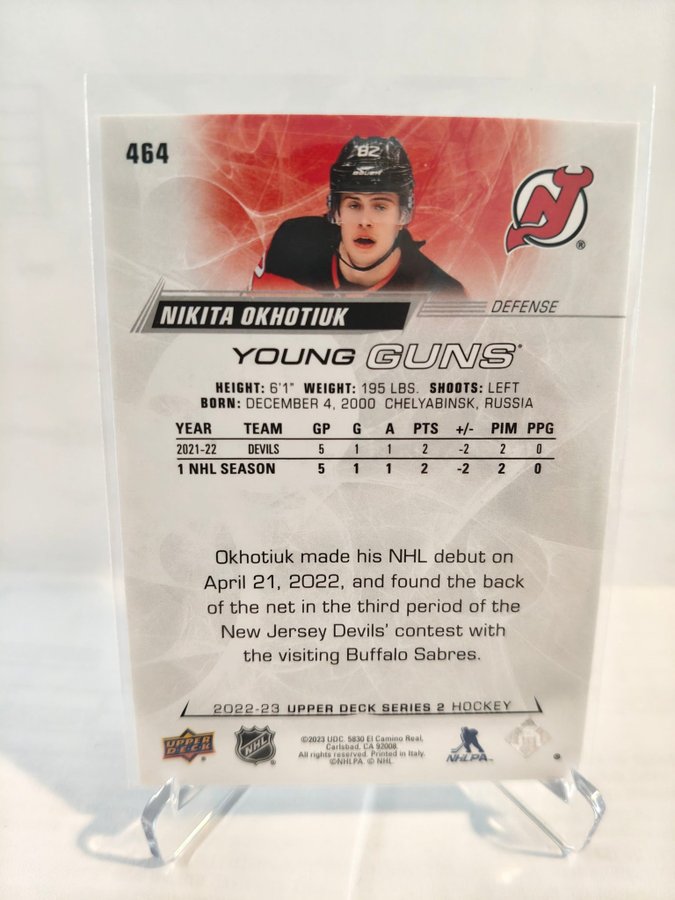 464
82
BAUER
NJ
®
NIKITA OKHOTIUK
DEFENSE
YOUNG GUNS®
HEIGHT: 6'1" WEIGHT: 195 LBS. SHOOTS: LEFT
BORN: DECEMBER 4, 2000 CHELYABINSK, RUSSIA
YEAR TEAM GP G A PTS +/- PIM PPG
2021-22 DEVILS 5 1 1 2 -2 2 0
1 NHL SEASON 5 1 1 2 -2 2 0
Okhotiuk made his NHL debut on
April 21, 2022, and found the back
of the net in the third period of the
New Jersey Devils' contest with
the visiting Buffalo Sabres.
2022-23 UPPER DECK SERIES 2 HOCKEY
UPPER DECK
NHL
©2023 UDC. 5830 El Camino Real,
Carlsbad, CA 92008.
All rights reserved. Printed in Italy.
©NHLPA © NHL
NHLPA